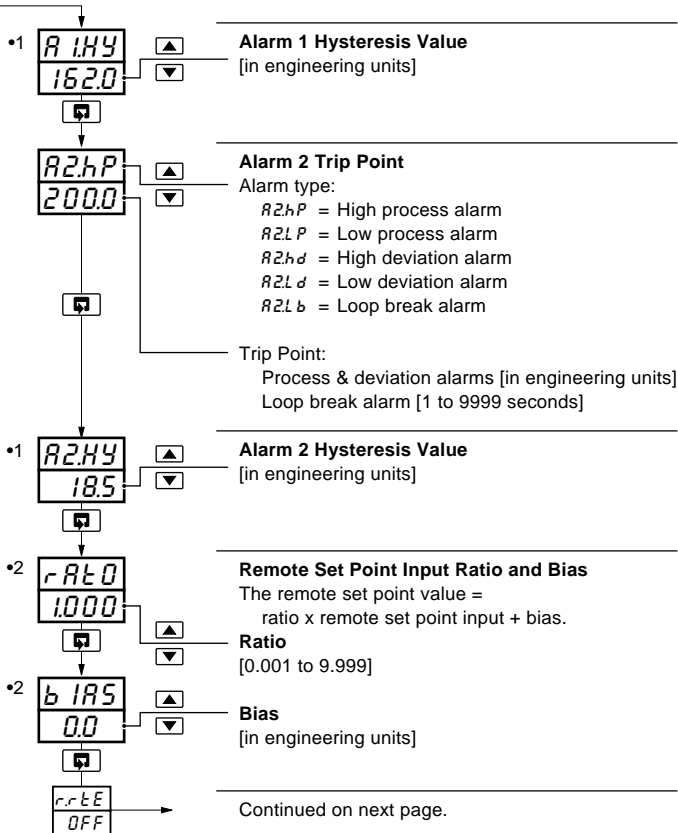 •1 A1.HY
162.0
Alarm 1 Hysteresis Value
[in engineering units]
A2.hP
200.0
Alarm 2 Trip Point
Alarm type:
A2.hP = High process alarm
A2.LP = Low process alarm
A2.hd = High deviation alarm
A2.Ld = Low deviation alarm
A2.Lb = Loop break alarm
Trip Point:
Process & deviation alarms [in engineering units]
Loop break alarm [1 to 9999 seconds]
•1 A2.HY
18.5
Alarm 2 Hysteresis Value
[in engineering units]
•2 rAtO
1.000
Remote Set Point Input Ratio and Bias
The remote set point value =
ratio x remote set point input + bias.
Ratio
[0.001 to 9.999]
•2 bIAS
0.0
Bias
[in engineering units]
r.rtE
OFF
Continued on next page.